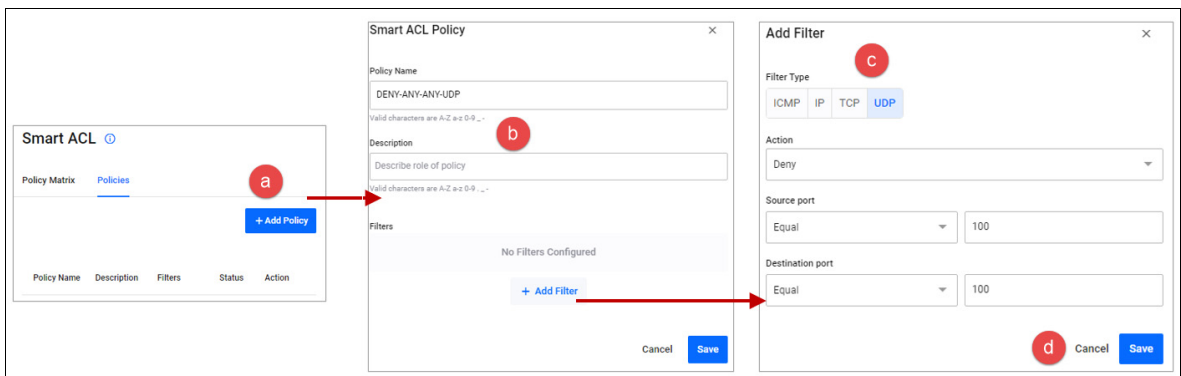 Smart ACL
Policy Matrix Policies
a
+ Add Policy
Policy Name Description Filters Status Action
Smart ACL Policy
Policy Name
DENY-ANY-ANY-UDP
Valid characters are A-Z a-z 0-9 _ -
b
Description
Describe role of policy
Valid characters are A-Z a-z 0-9 . _ -
Filters
No Filters Configured
+ Add Filter
Cancel Save
Add Filter
c
Filter Type
ICMP IP TCP UDP
Action
Deny
Source port
Equal 100
Destination port
Equal 100
d Cancel Save